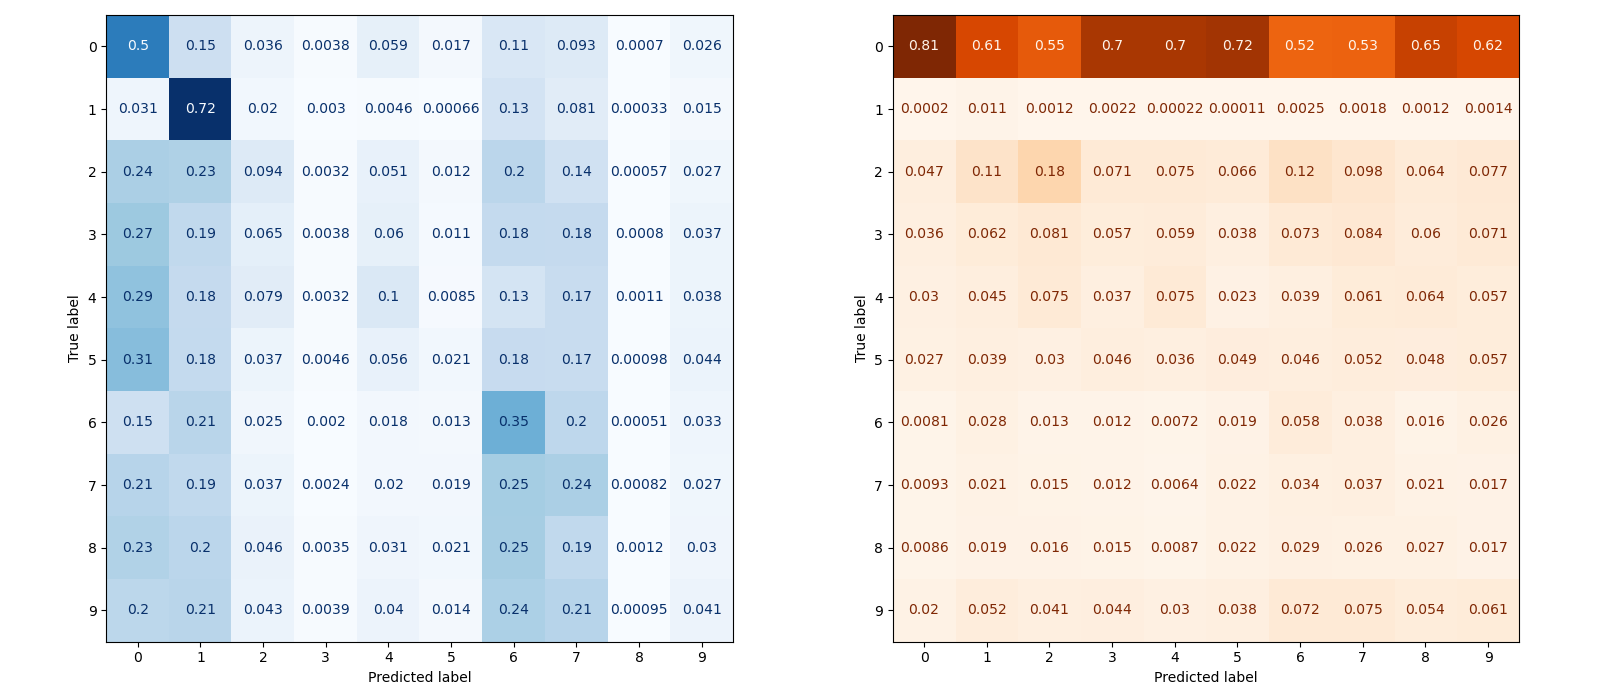 0 0.5 0.15 0.036 0.0038 0.059 0.017 0.11 0.093 0.0007 0.026
1 0.031 0.72 0.02 0.003 0.0046 0.00066 0.13 0.081 0.00033 0.015
2 0.24 0.23 0.094 0.0032 0.051 0.012 0.2 0.14 0.00057 0.027
3 0.27 0.19 0.065 0.0038 0.06 0.011 0.18 0.18 0.0008 0.037
4 0.29 0.18 0.079 0.0032 0.1 0.0085 0.13 0.17 0.0011 0.038
5 0.31 0.18 0.037 0.0046 0.056 0.021 0.18 0.17 0.00098 0.044
6 0.15 0.21 0.025 0.002 0.018 0.013 0.35 0.2 0.00051 0.033
7 0.21 0.19 0.037 0.0024 0.02 0.019 0.25 0.24 0.00082 0.027
8 0.23 0.2 0.046 0.0035 0.031 0.021 0.25 0.19 0.0012 0.03
9 0.2 0.21 0.043 0.0039 0.04 0.014 0.24 0.21 0.00095 0.041
0 1 2 3 4 5 6 7 8 9
Predicted label
True label
0 0.81 0.61 0.55 0.7 0.7 0.72 0.52 0.53 0.65 0.62
1 0.0002 0.011 0.0012 0.0022 0.00022 0.00011 0.0025 0.0018 0.0012 0.0014
2 0.047 0.11 0.18 0.071 0.075 0.066 0.12 0.098 0.064 0.077
3 0.036 0.062 0.081 0.057 0.059 0.038 0.073 0.084 0.06 0.071
4 0.03 0.045 0.075 0.037 0.075 0.023 0.039 0.061 0.064 0.057
5 0.027 0.039 0.03 0.046 0.036 0.049 0.046 0.052 0.048 0.057
6 0.0081 0.028 0.013 0.012 0.0072 0.019 0.058 0.038 0.016 0.026
7 0.0093 0.021 0.015 0.012 0.0064 0.022 0.034 0.037 0.021 0.017
8 0.0086 0.019 0.016 0.015 0.0087 0.022 0.029 0.026 0.027 0.017
9 0.02 0.052 0.041 0.044 0.03 0.038 0.072 0.075 0.054 0.061
0 1 2 3 4 5 6 7 8 9
Predicted label
True label